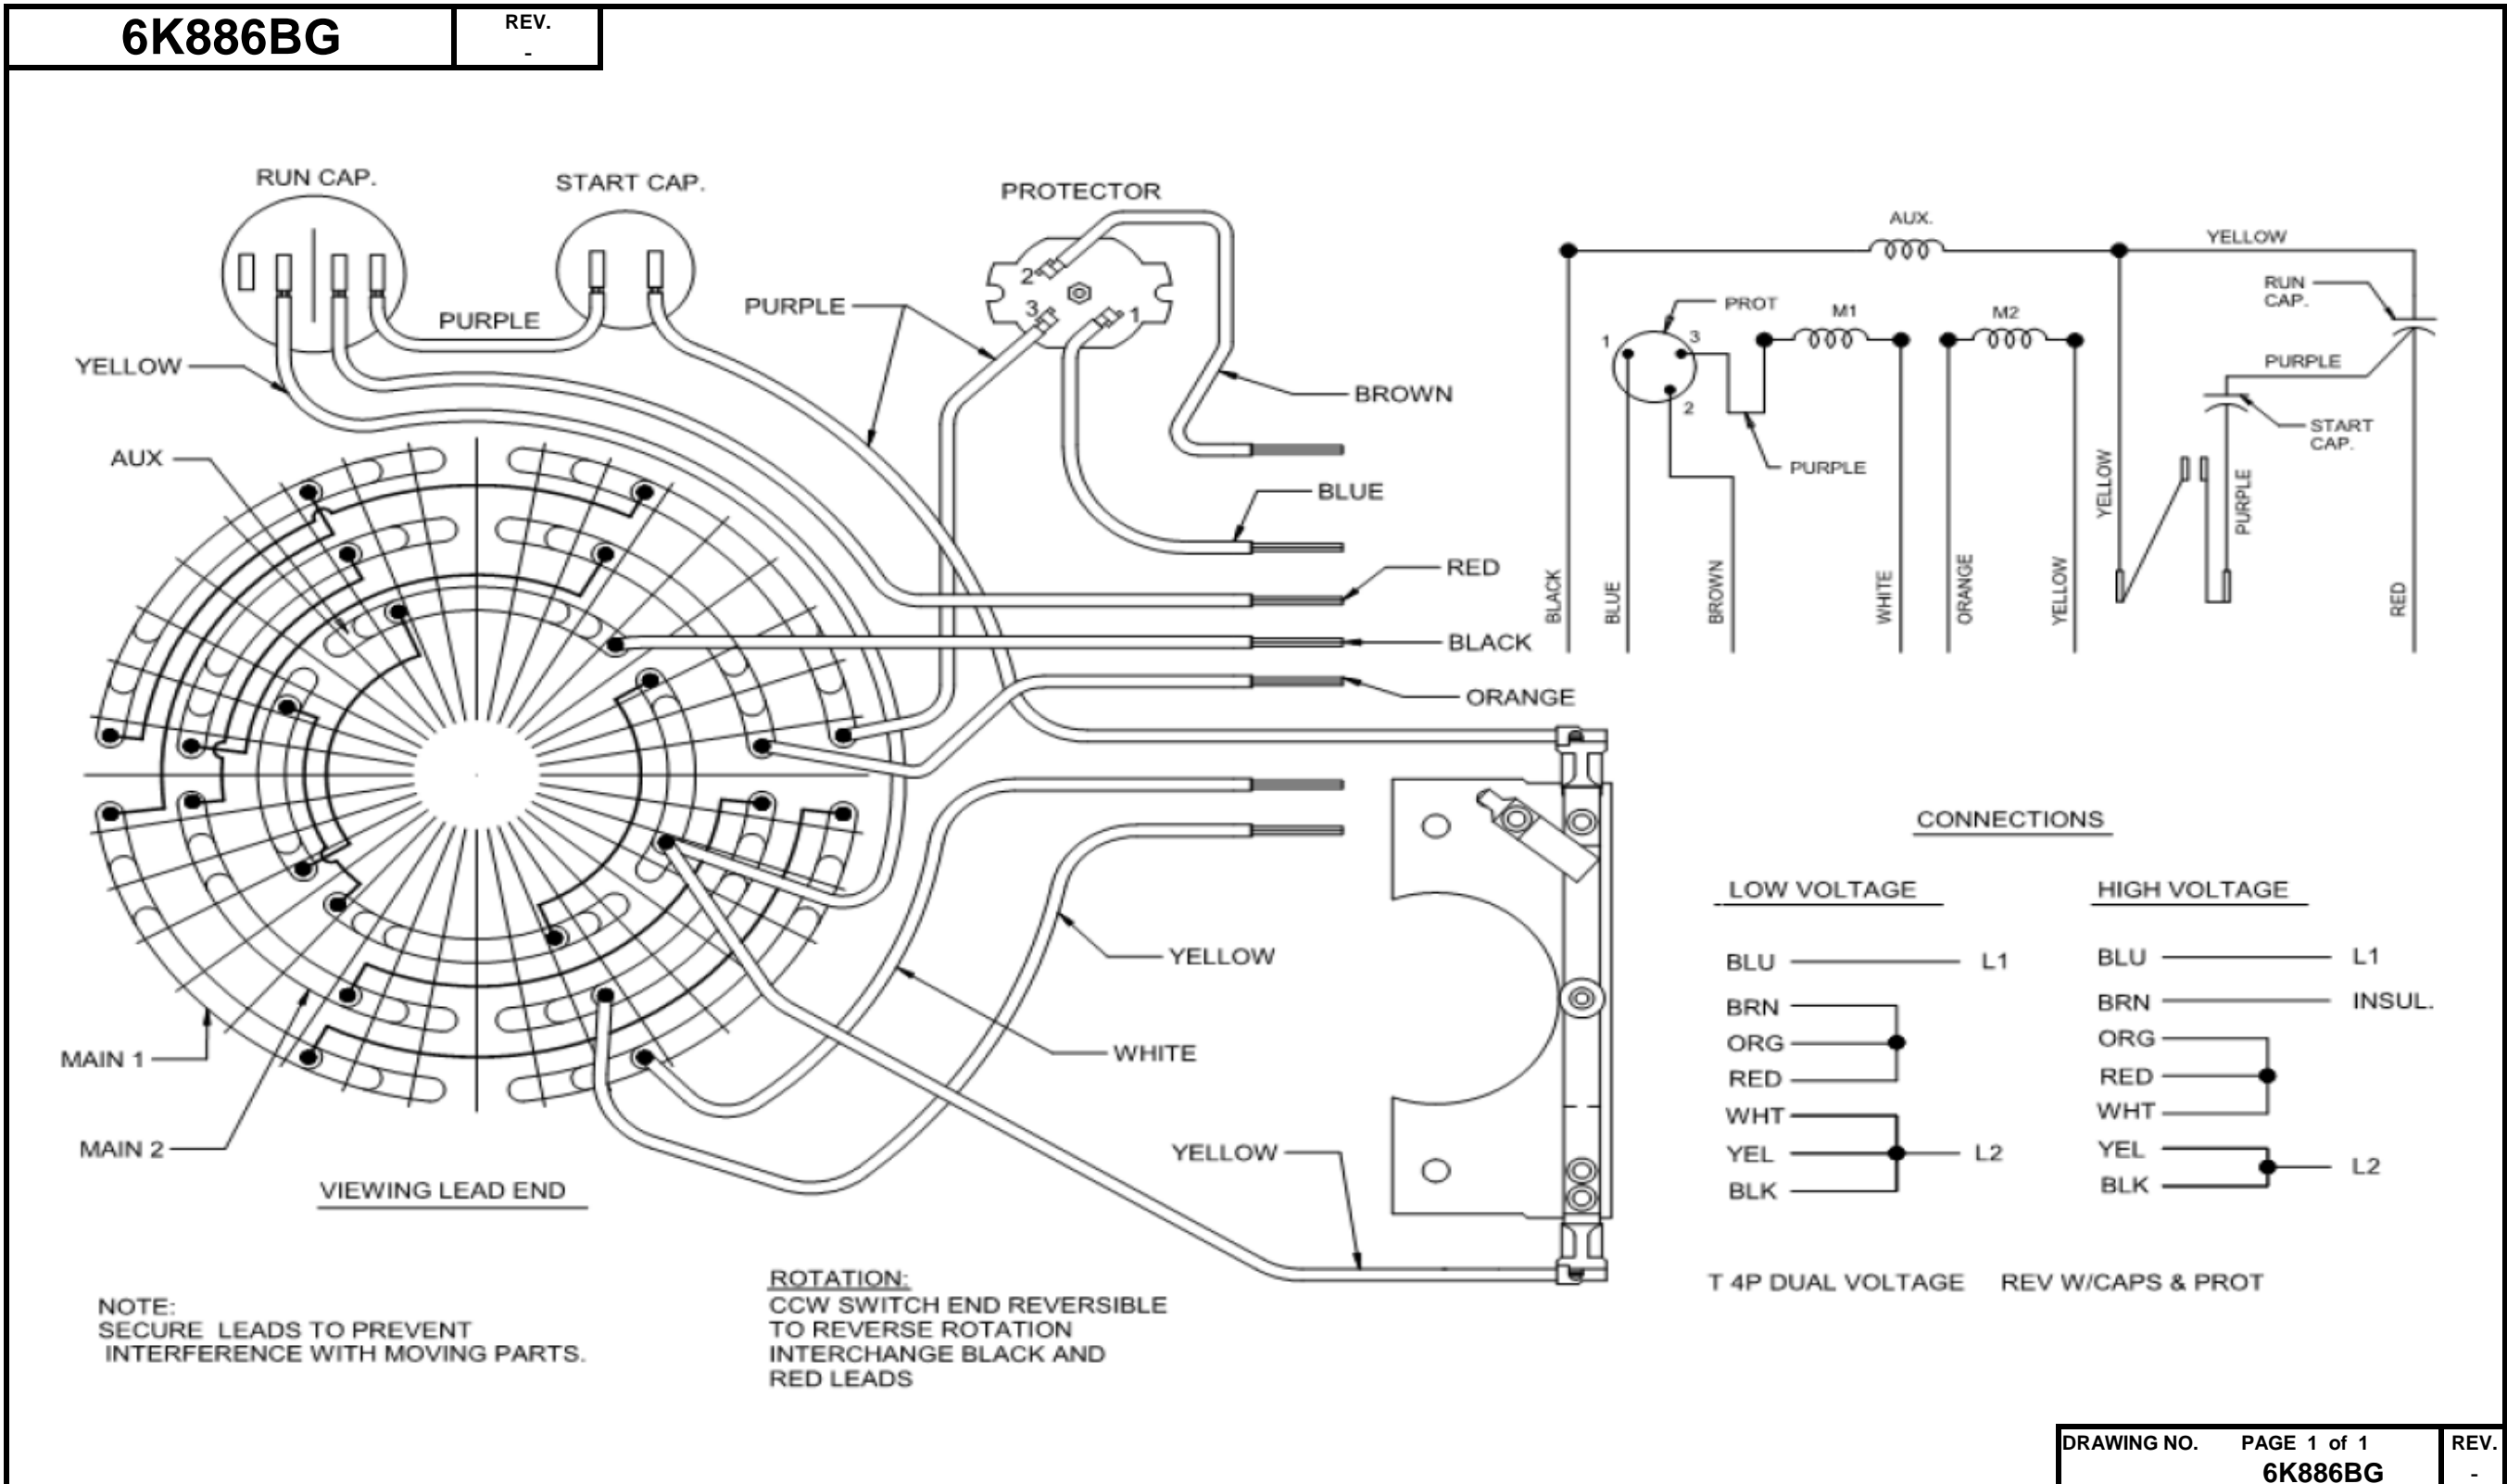 6K886BG
REV.
-
RUN CAP.
START CAP.
PROTECTOR
PURPLE
PURPLE
YELLOW
2
3
1
BROWN
AUX
BLUE
RED
BLACK
ORANGE
YELLOW
WHITE
MAIN 1
MAIN 2
YELLOW
VIEWING LEAD END
NOTE:
SECURE LEADS TO PREVENT
INTERFERENCE WITH MOVING PARTS.
ROTATION:
CCW SWITCH END REVERSIBLE
TO REVERSE ROTATION
INTERCHANGE BLACK AND
RED LEADS
AUX.
YELLOW
RUN
CAP.
PROT
M1
M2
1
3
2
PURPLE
PURPLE
START
CAP.
BLACK
BLUE
BROWN
WHITE
ORANGE
YELLOW
YELLOW
PURPLE
RED
CONNECTIONS
LOW VOLTAGE
BLU L1
BRN
ORG
RED
WHT
YEL L2
BLK
HIGH VOLTAGE
BLU L1
BRN INSUL.
ORG
RED
WHT
YEL
L2
BLK
T 4P DUAL VOLTAGE REV W/CAPS & PROT
DRAWING NO. PAGE 1 of 1
6K886BG
REV.
-